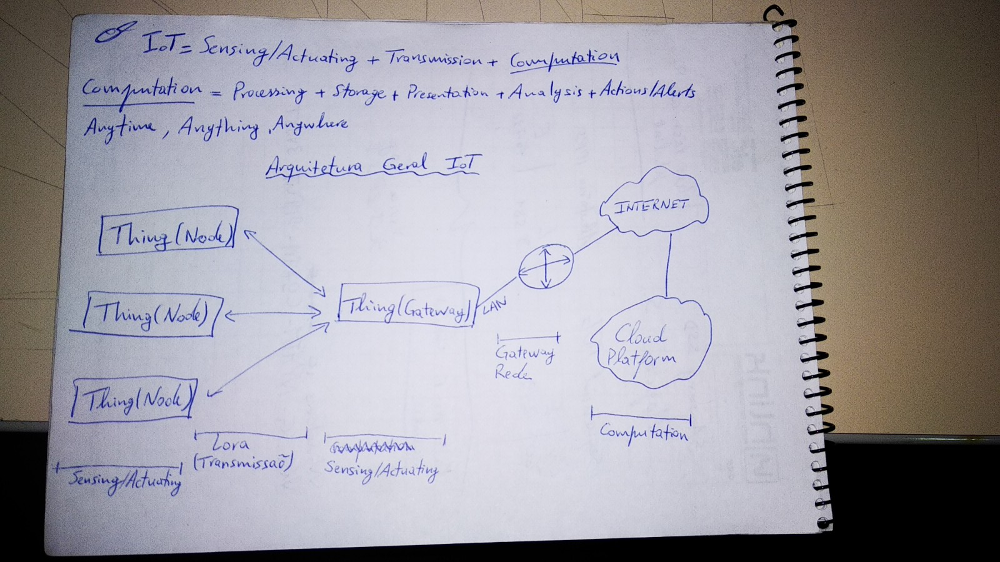 IoT = Sensing/Actuating + Transmission + Computation
Computation = Processing + Storage + Presentation + Analysis + Actions/Alerts
Anytime, Anything, Anywhere
Arquitetura Geral IoT
INTERNET
Thing (Node)
Thing (Node)
Thing (Gateway)
LAN
Cloud
Platform
Gateway
Rede
Thing (Node)
Computation
Lora
(Transmissaõ)
Sensing/Actuating
Sensing/Actuating